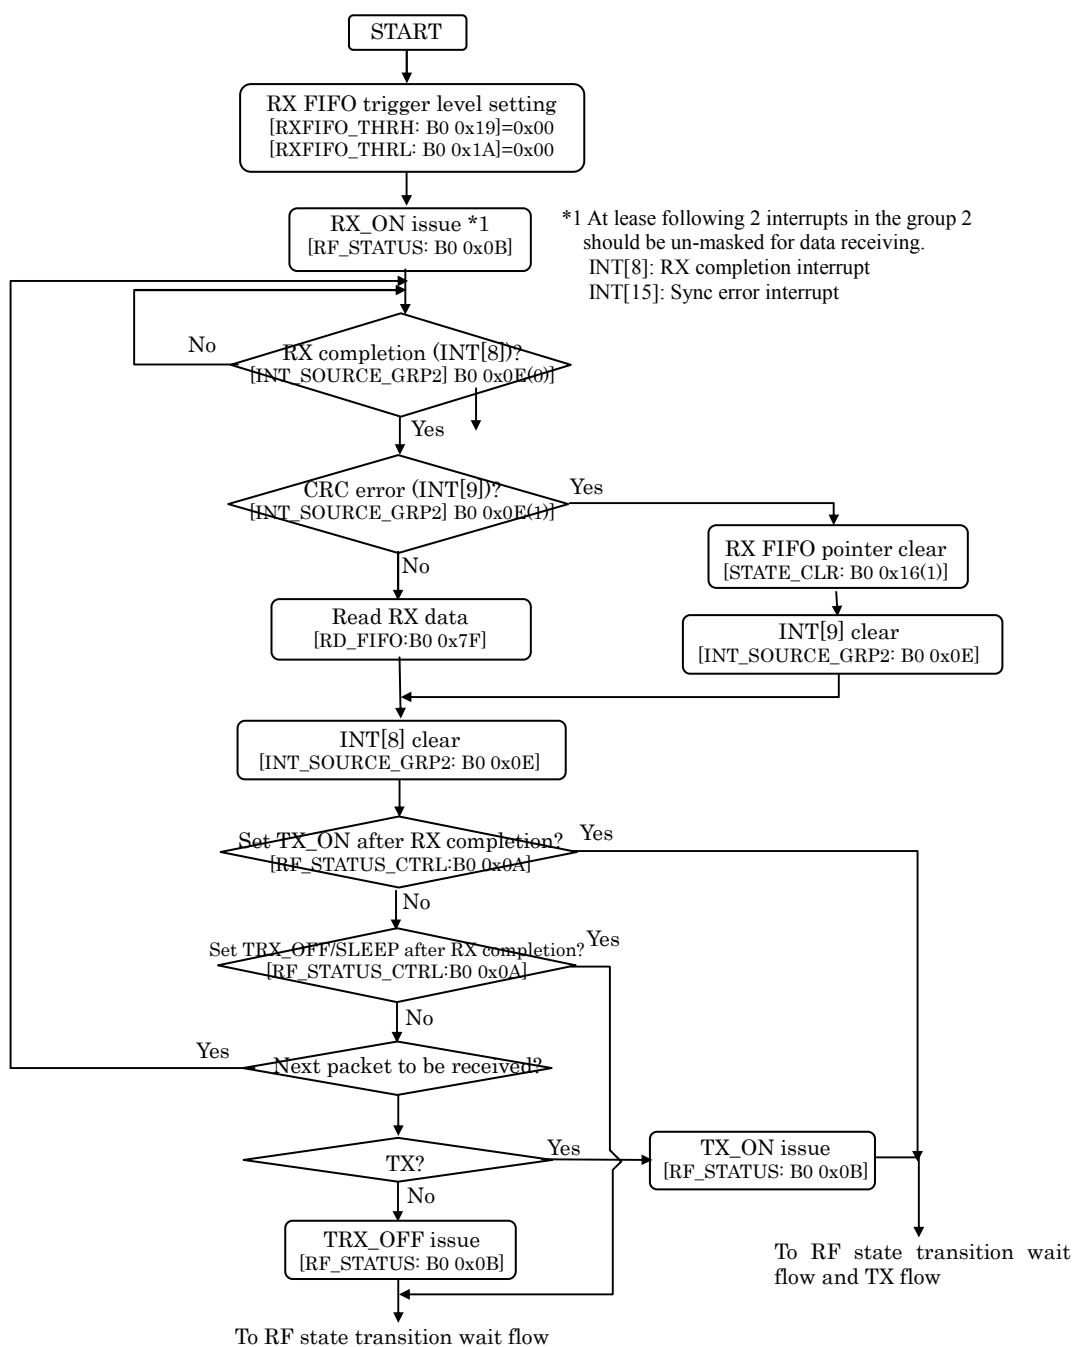 START
RX FIFO trigger level setting
[RXFIFO_THRH: B0 0x19]=0x00
[RXFIFO_THRL: B0 0x1A]=0x00
RX_ON issue *1
[RF_STATUS: B0 0x0B]
*1 At lease following 2 interrupts in the group 2
should be un-masked for data receiving.
INT[8]: RX completion interrupt
INT[15]: Sync error interrupt
No
RX completion (INT[8])?
[INT_SOURCE_GRP2] B0 0x0E(0)]
Yes
CRC error (INT[9])?
[INT_SOURCE_GRP2] B0 0x0E(1)]
Yes
No
RX FIFO pointer clear
[STATE_CLR: B0 0x16(1)]
Read RX data
[RD_FIFO:B0 0x7F]
INT[9] clear
[INT_SOURCE_GRP2: B0 0x0E]
INT[8] clear
[INT_SOURCE_GRP2: B0 0x0E]
Set TX_ON after RX completion?
[RF_STATUS_CTRL:B0 0x0A]
Yes
No
Set TRX_OFF/SLEEP after RX completion?
[RF_STATUS_CTRL:B0 0x0A]
Yes
No
Yes
Next packet to be received?
TX?
Yes
TX_ON issue
[RF_STATUS: B0 0x0B]
No
TRX_OFF issue
[RF_STATUS: B0 0x0B]
To RF state transition wait
flow and TX flow
To RF state transition wait flow